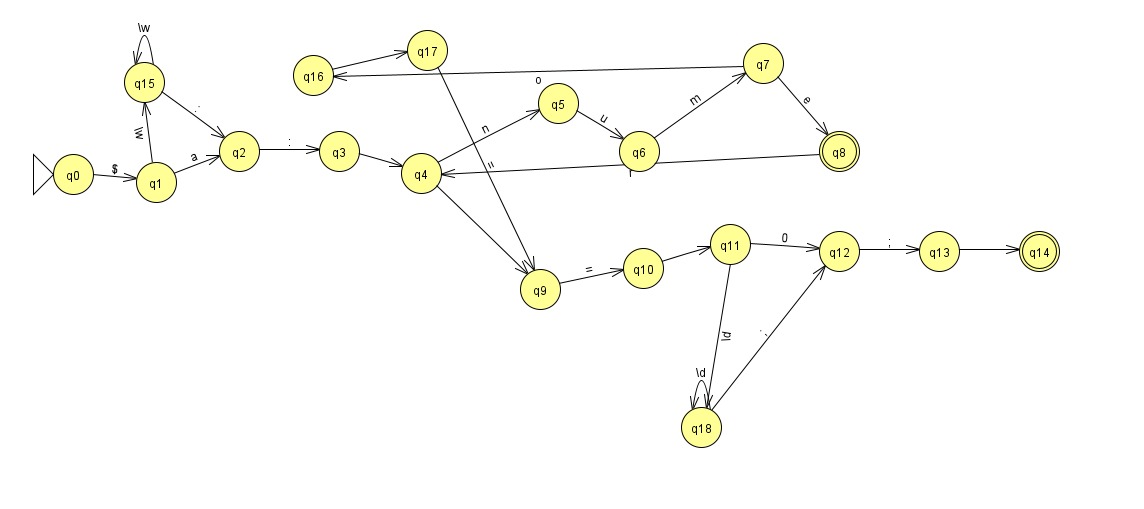 \w
q17
q7
q16
q15
o
e
q5
m
:
n
u
\w
:
q2
q3
q6
q8
a
=
r
$
q0
q1
q4
q11
0
q12
;
q13
q14
=
q10
q9
\d
;
\d
q18